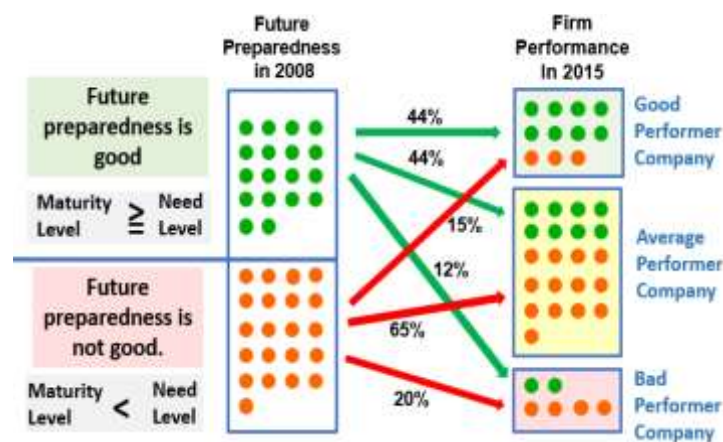 Future
Preparedness
in 2008
Firm
Performance
In 2015
Future
preparedness is
good
Maturity
Level
≧
Need
Level
Future
preparedness is
not good.
Maturity
Level
<
Need
Level
44%
44%
15%
12%
65%
20%
Good
Performer
Company
Average
Performer
Company
Bad
Performer
Company